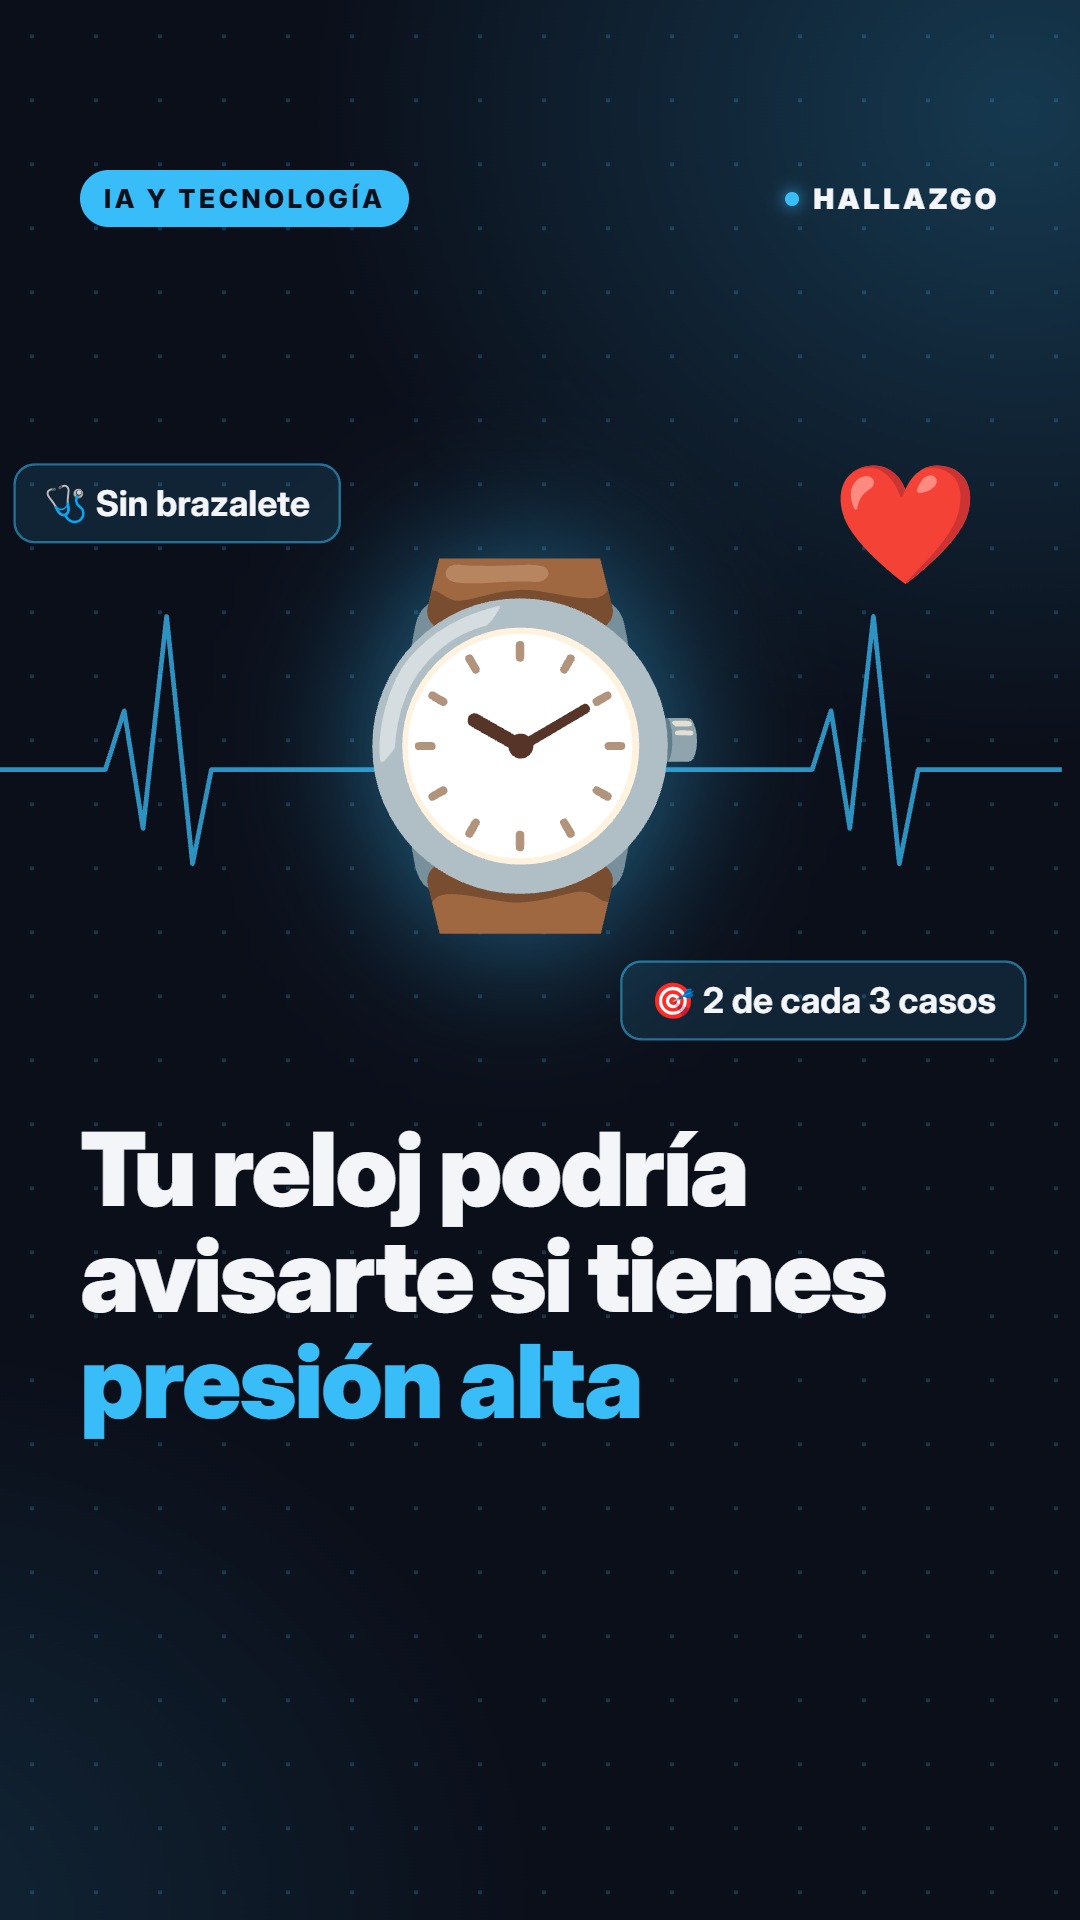 IA Y TECNOLOGÍA
HALLAZGO
Sin brazalete
2 de cada 3 casos
Tu reloj podría
avisarte si tienes
presión alta